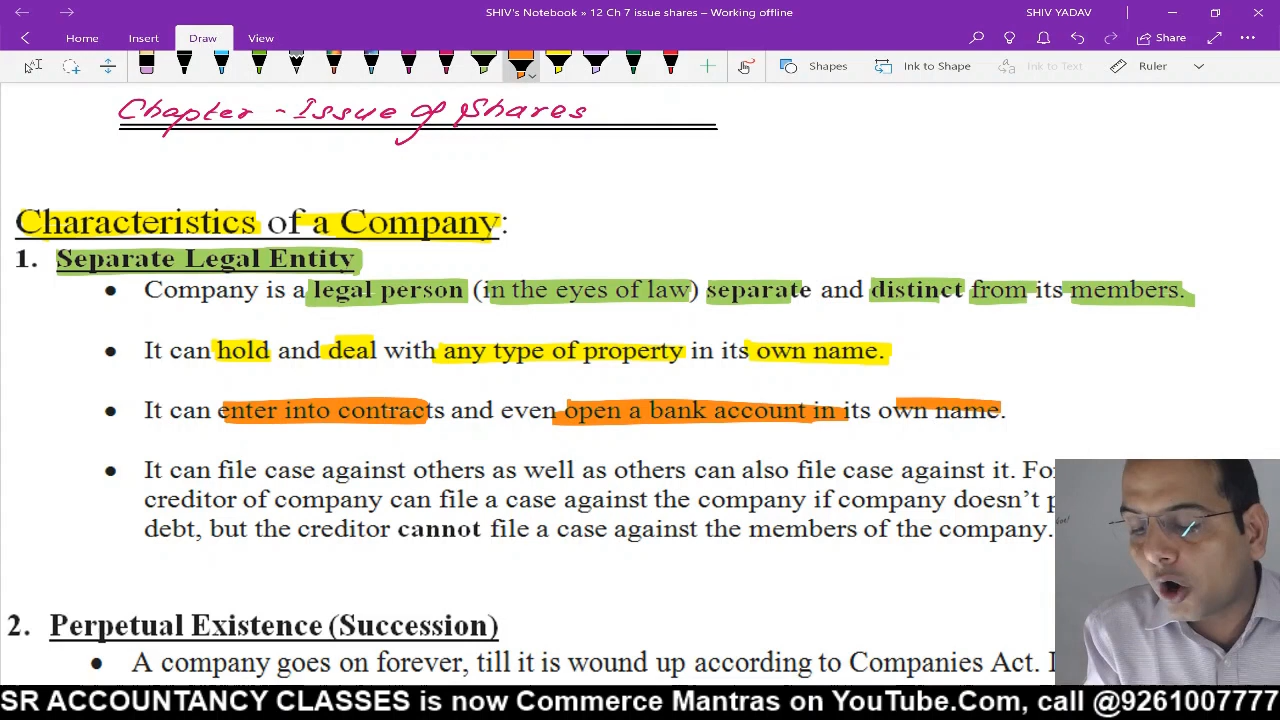 SHIV's Notebook » 12 Ch 7 issue shares – Working offline
SHIV YADAV
Home Insert Draw View
Share
Shapes Ink to Shape Ink to Text Ruler
Chapter - Issue of Shares
Characteristics of a Company:
1. Separate Legal Entity
• Company is a legal person (in the eyes of law) separate and distinct from its members.
• It can hold and deal with any type of property in its own name.
• It can enter into contracts and even open a bank account in its own name.
• It can file case against others as well as others can also file case against it.
creditor of company can file a case against the company if company doesn't
debt, but the creditor cannot file a case against the members of the company.
2. Perpetual Existence (Succession)
• A company goes on forever, till it is wound up according to Companies Act.
SR ACCOUNTANCY CLASSES is now Commerce Mantras on YouTube.Com, call @9261007777